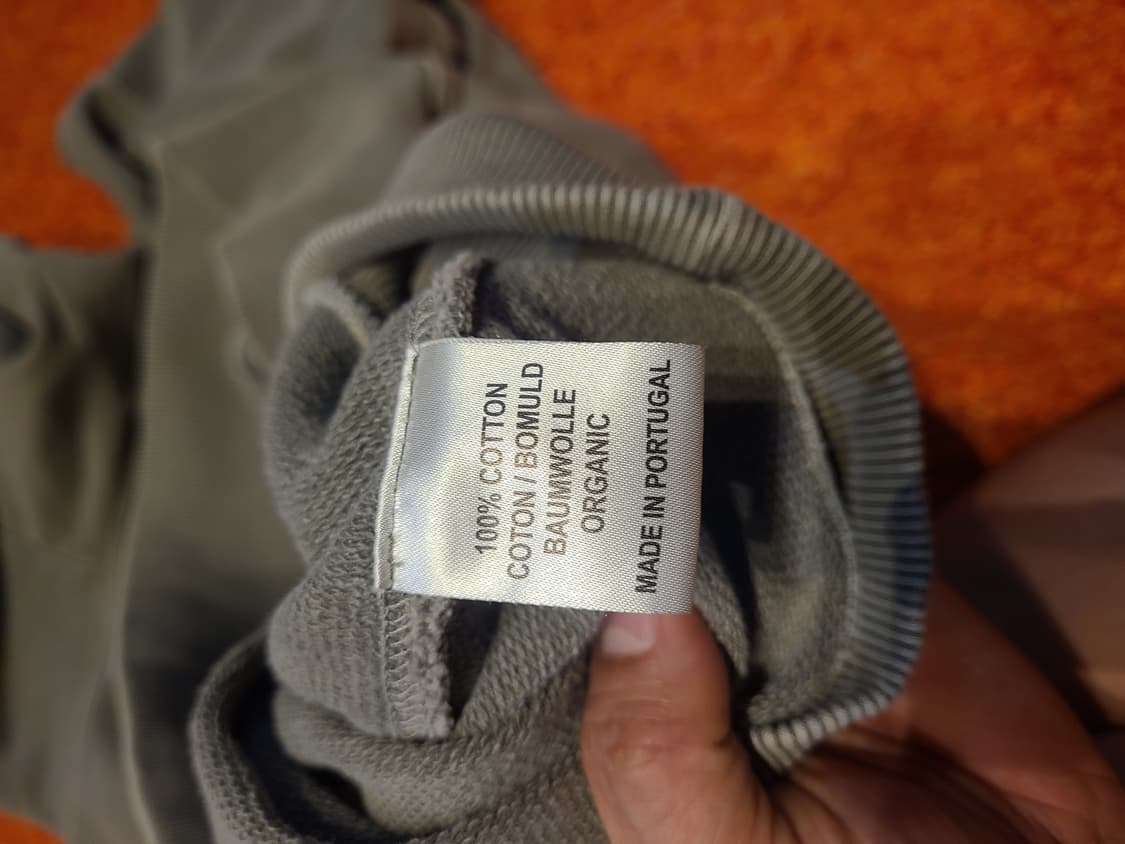 100% COTTON
COTON / BOMULD
BAUMWOLLE
ORGANIC
MADE IN PORTUGAL